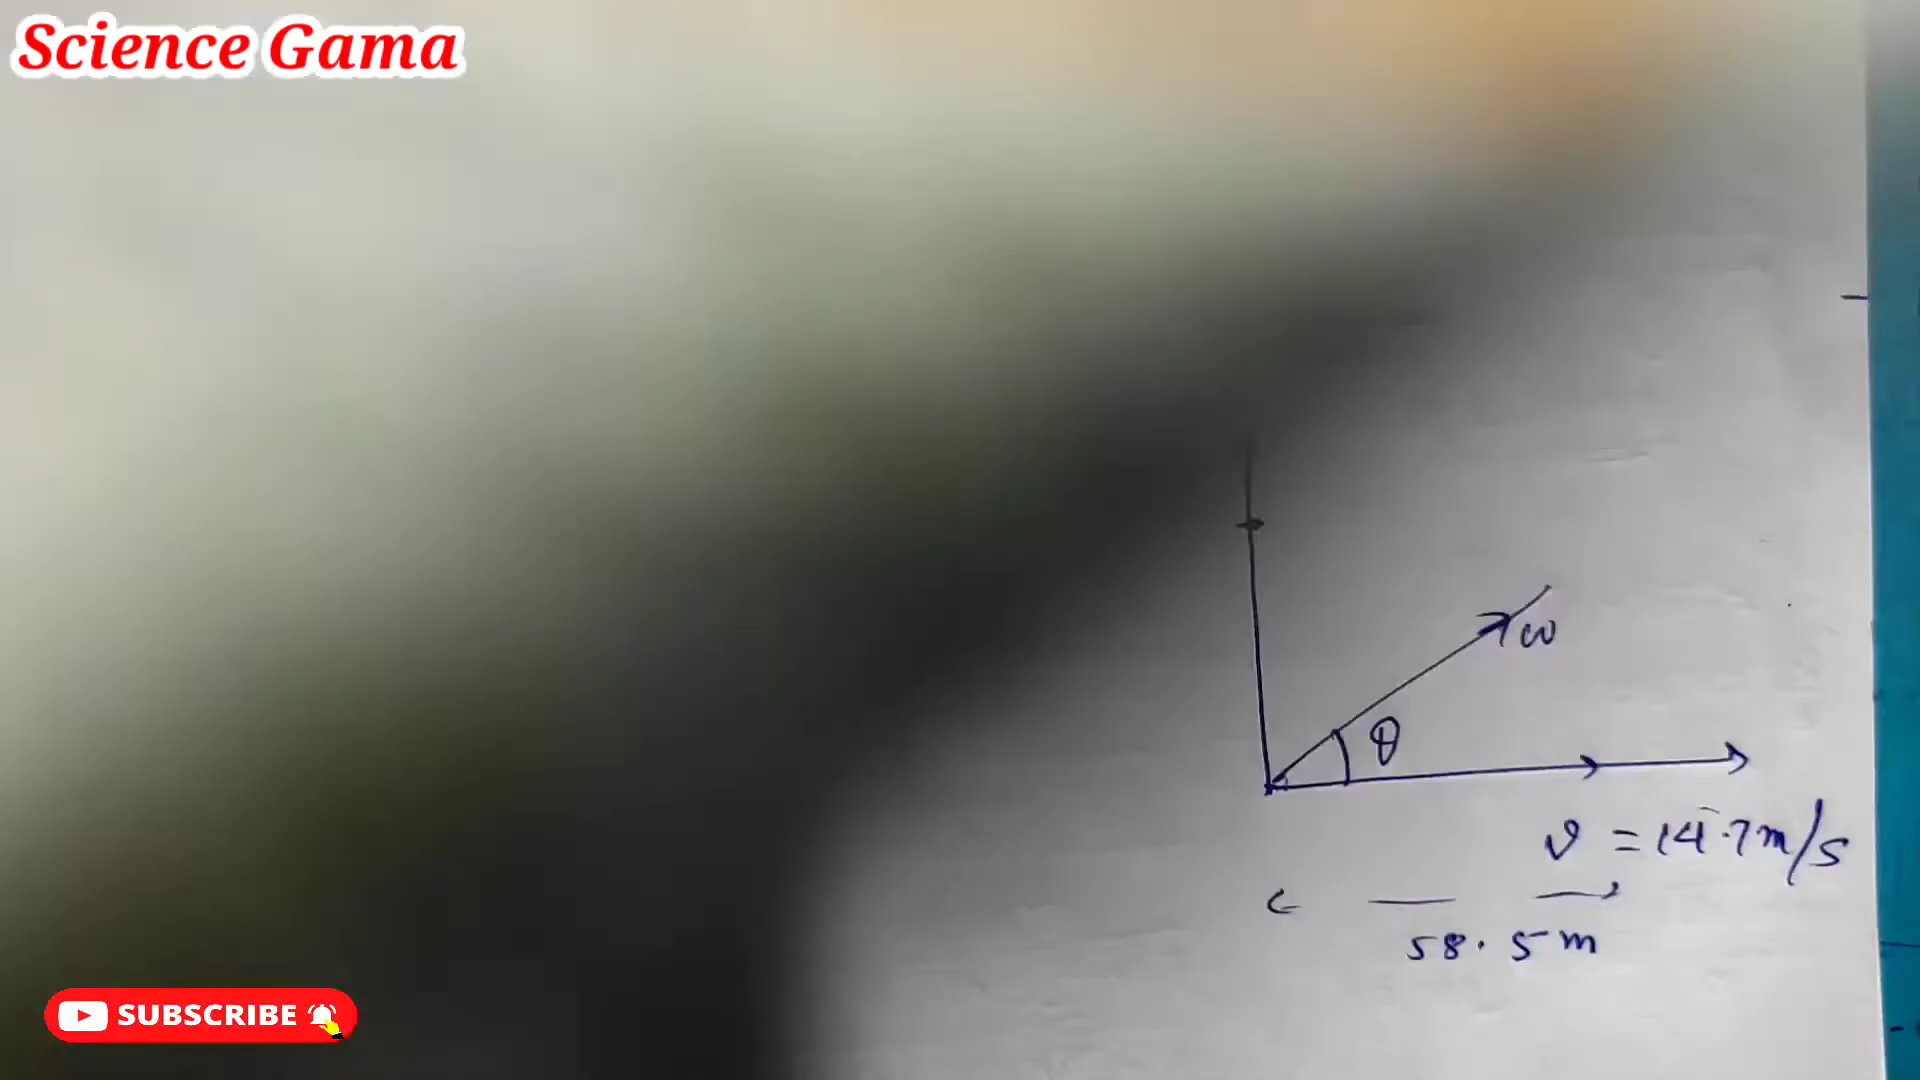 Science Gama
ω
θ
v = 14.7 m/s
58.5 m
SUBSCRIBE